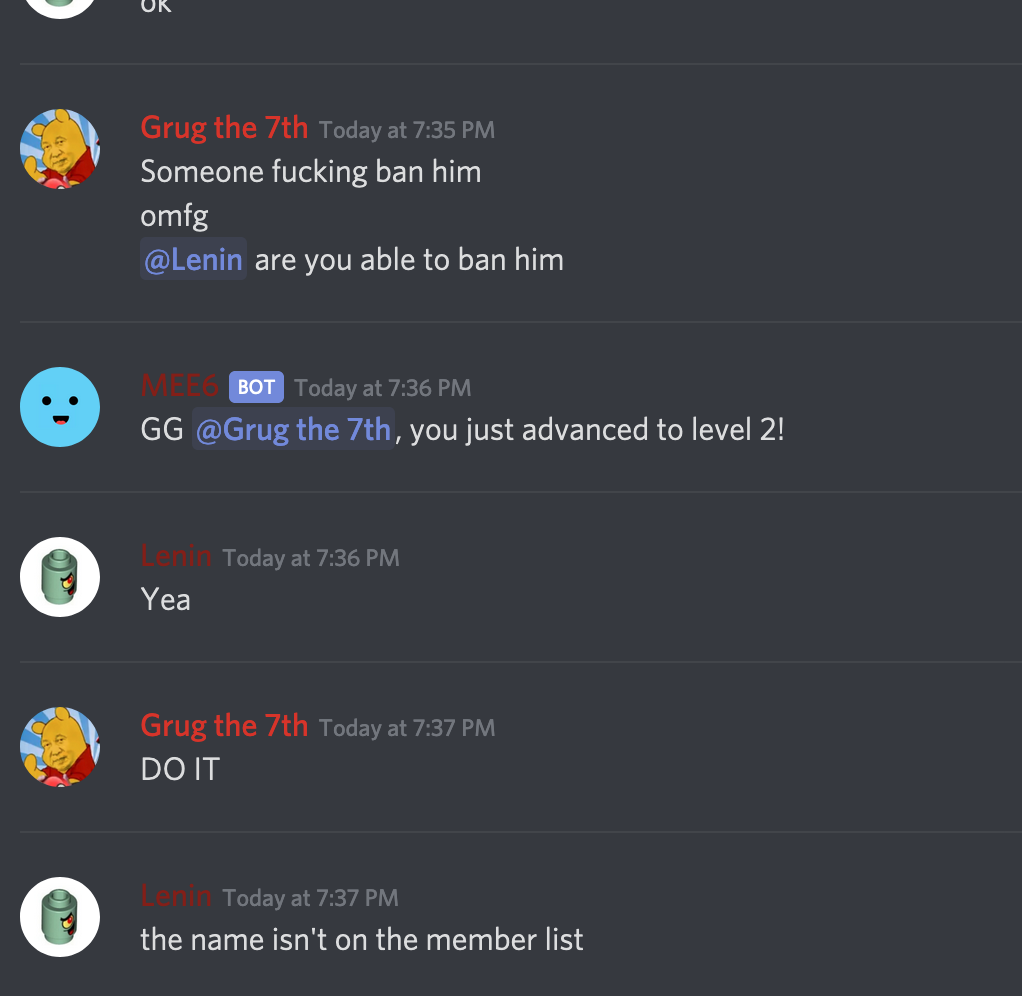 ok
Grug the 7th Today at 7:35 PM
Someone fucking ban him
omfg
@Lenin are you able to ban him
MEE6 BOT Today at 7:36 PM
GG @Grug the 7th, you just advanced to level 2!
Lenin Today at 7:36 PM
Yea
Grug the 7th Today at 7:37 PM
DO IT
Lenin Today at 7:37 PM
the name isn't on the member list